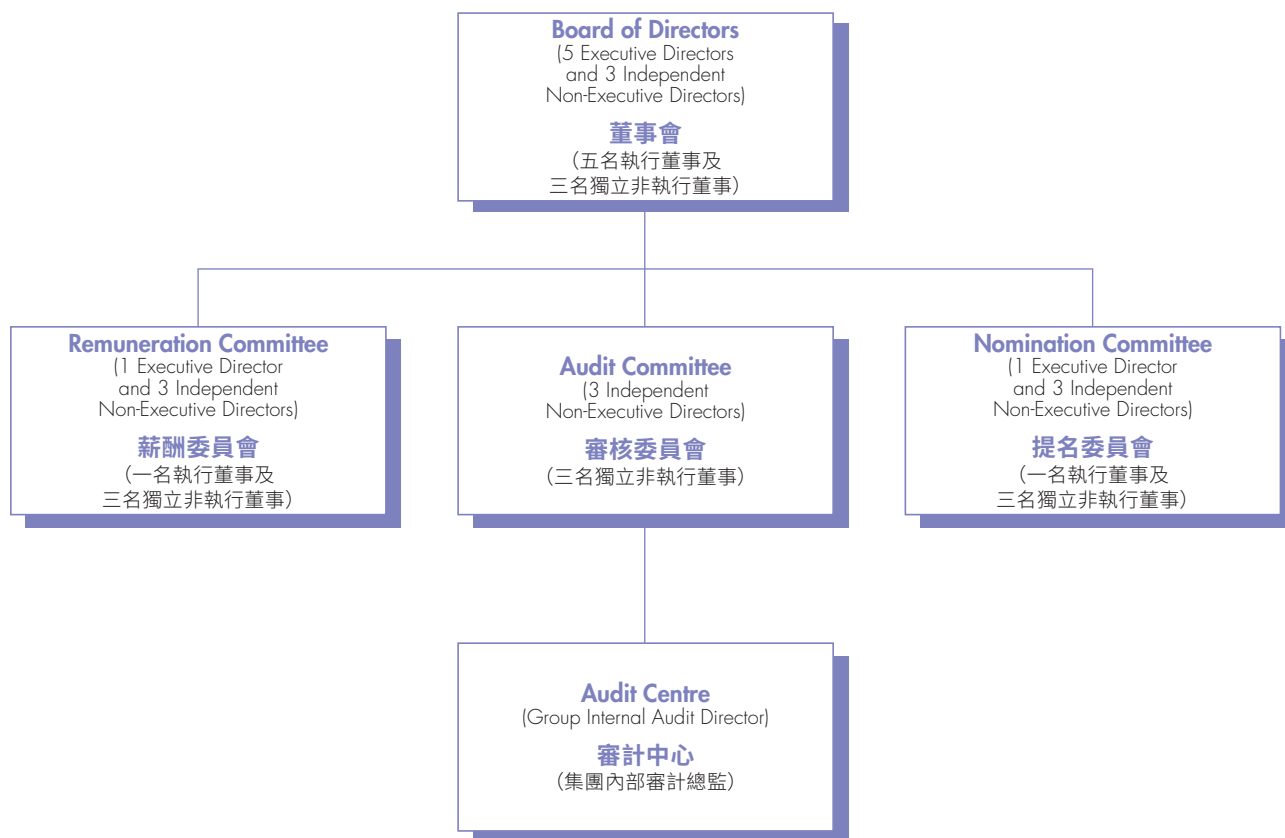 Board of Directors
(5 Executive Directors
and 3 Independent
Non-Executive Directors)
董事會
（五名執行董事及
三名獨立非執行董事）
Remuneration Committee
(1 Executive Director
and 3 Independent
Non-Executive Directors)
薪酬委員會
（一名執行董事及
三名獨立非執行董事）
Audit Committee
(3 Independent
Non-Executive Directors)
審核委員會
（三名獨立非執行董事）
Nomination Committee
(1 Executive Director
and 3 Independent
Non-Executive Directors)
提名委員會
（一名執行董事及
三名獨立非執行董事）
Audit Centre
(Group Internal Audit Director)
審計中心
（集團內部審計總監）